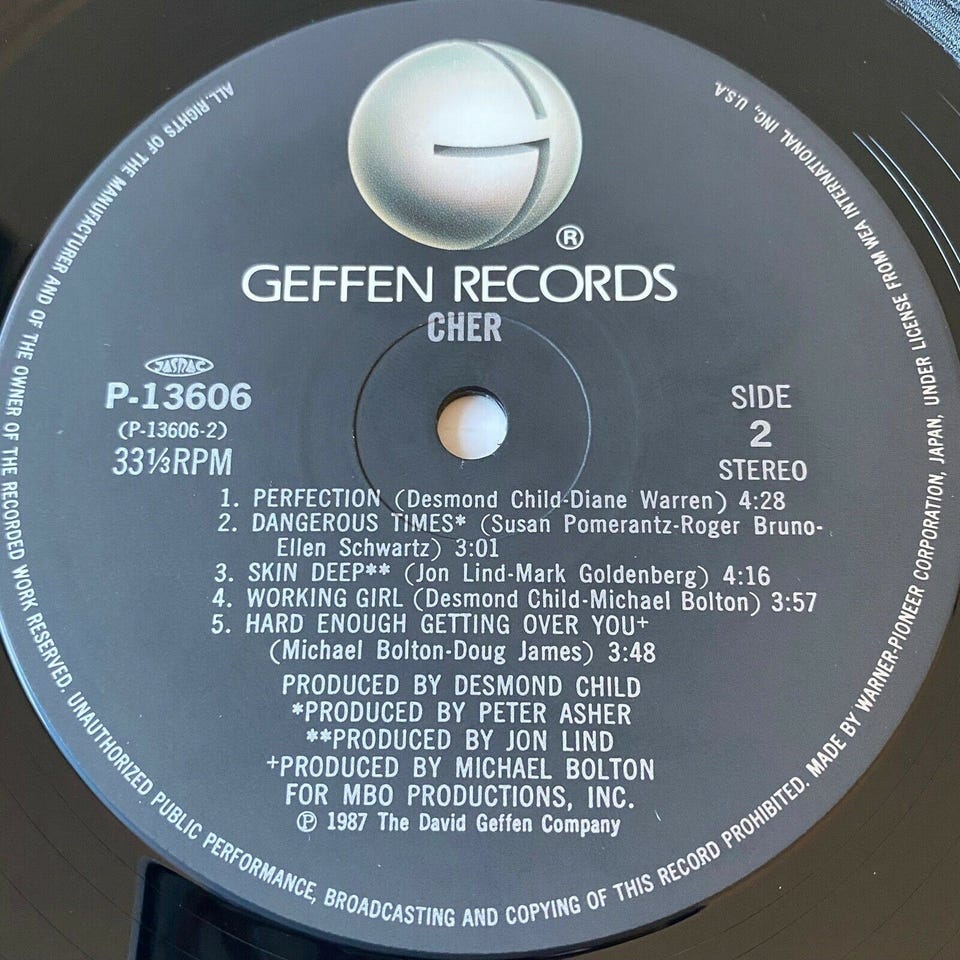 ®
GEFFEN RECORDS
CHER
JASRAC
P-13606
(P-13606-2)
33⅓RPM
SIDE
2
STEREO
1. PERFECTION (Desmond Child-Diane Warren) 4:28
2. DANGEROUS TIMES* (Susan Pomerantz-Roger Bruno-
Ellen Schwartz) 3:01
3. SKIN DEEP** (Jon Lind-Mark Goldenberg) 4:16
4. WORKING GIRL (Desmond Child-Michael Bolton) 3:57
5. HARD ENOUGH GETTING OVER YOU+
(Michael Bolton-Doug James) 3:48
PRODUCED BY DESMOND CHILD
*PRODUCED BY PETER ASHER
**PRODUCED BY JON LIND
+PRODUCED BY MICHAEL BOLTON
FOR MBO PRODUCTIONS, INC.
℗ 1987 The David Geffen Company
ALL RIGHTS OF THE MANUFACTURER AND OF THE OWNER OF THE RECORDED WORK RESERVED. UNAUTHORIZED PUBLIC PERFORMANCE, BROADCASTING AND COPYING OF THIS RECORD PROHIBITED. MADE BY WARNER-PIONEER CORPORATION, JAPAN, UNDER LICENSE FROM WEA INTERNATIONAL INC., U.S.A.